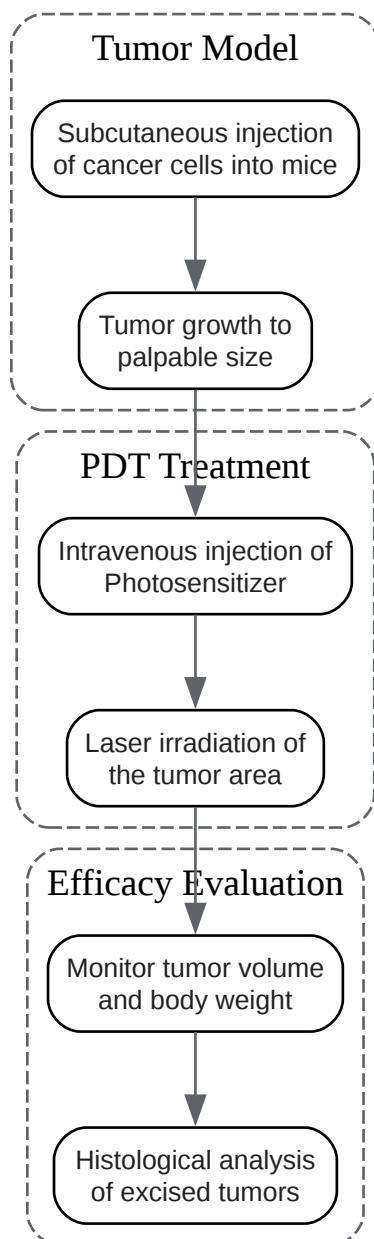 Tumor Model
Subcutaneous injection
of cancer cells into mice
Tumor growth to
palpable size
PDT Treatment
Intravenous injection of
Photosensitizer
Laser irradiation of
the tumor area
Efficacy Evaluation
Monitor tumor volume
and body weight
Histological analysis
of excised tumors